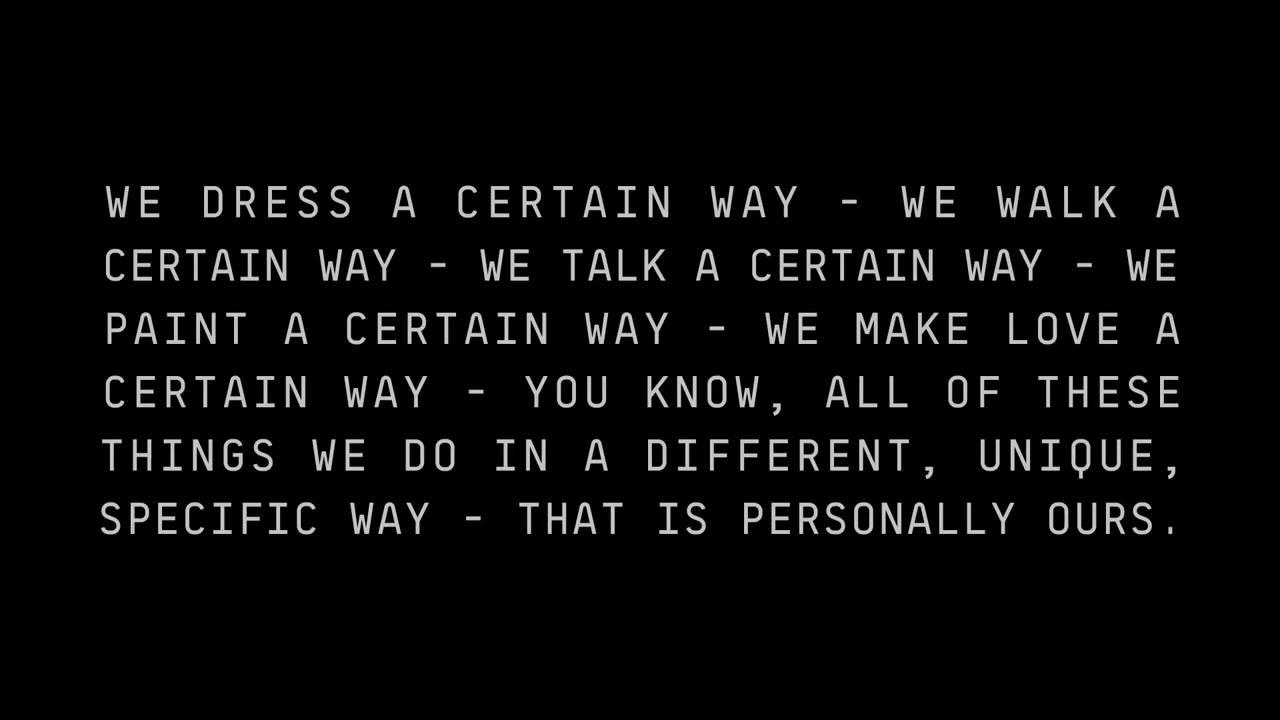 WE DRESS A CERTAIN WAY - WE WALK A
CERTAIN WAY - WE TALK A CERTAIN WAY - WE
PAINT A CERTAIN WAY - WE MAKE LOVE A
CERTAIN WAY - YOU KNOW, ALL OF THESE
THINGS WE DO IN A DIFFERENT, UNIQUE,
SPECIFIC WAY - THAT IS PERSONALLY OURS.